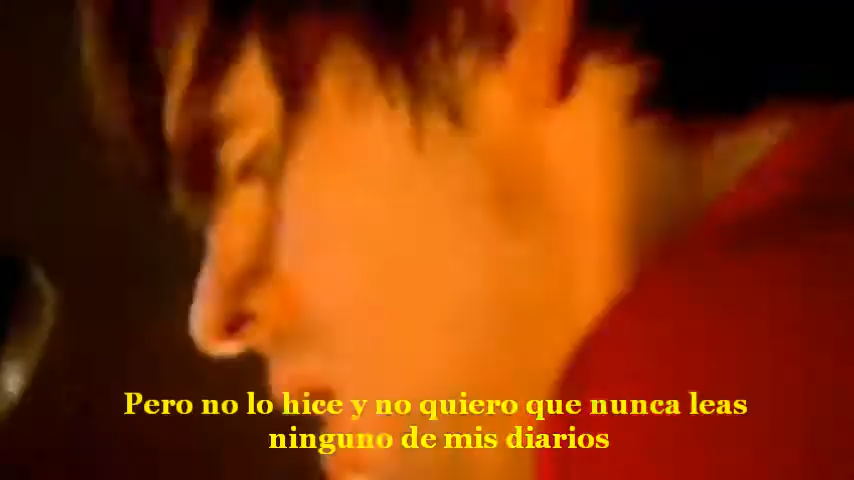 Pero no lo hice y no quiero que nunca leas
ninguno de mis diarios